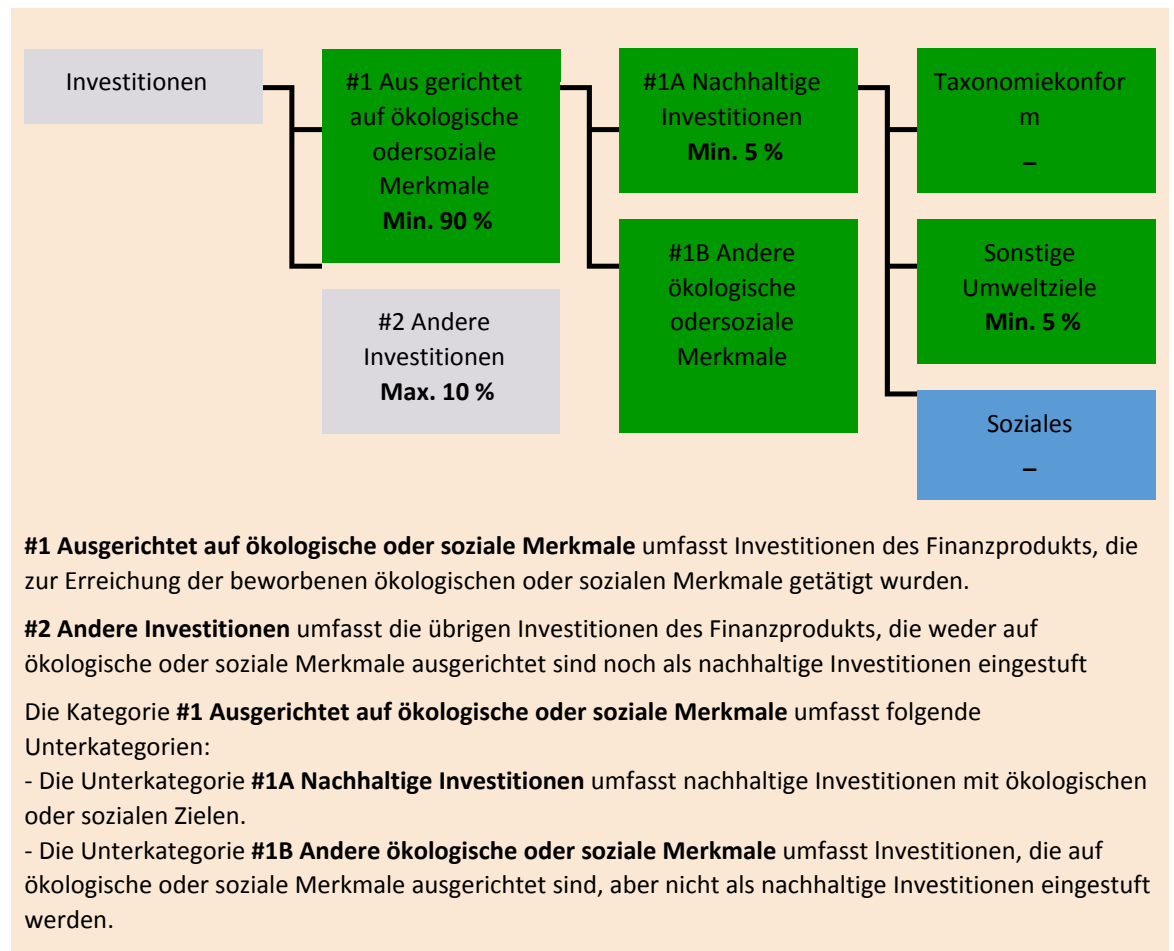 Investitionen
#1 Aus gerichtet
auf ökologische
odersoziale
Merkmale
Min. 90 %
#2 Andere
Investitionen
Max. 10 %
#1A Nachhaltige
Investitionen
Min. 5 %
#1B Andere
ökologische
odersoziale
Merkmale
Taxonomiekonfor
m
–
Sonstige
Umweltziele
Min. 5 %
Soziales
–
#1 Ausgerichtet auf ökologische oder soziale Merkmale umfasst Investitionen des Finanzprodukts, die
zur Erreichung der beworbenen ökologischen oder sozialen Merkmale getätigt wurden.
#2 Andere Investitionen umfasst die übrigen Investitionen des Finanzprodukts, die weder auf
ökologische oder soziale Merkmale ausgerichtet sind noch als nachhaltige Investitionen eingestuft
Die Kategorie #1 Ausgerichtet auf ökologische oder soziale Merkmale umfasst folgende
Unterkategorien:
- Die Unterkategorie #1A Nachhaltige Investitionen umfasst nachhaltige Investitionen mit ökologischen
oder sozialen Zielen.
- Die Unterkategorie #1B Andere ökologische oder soziale Merkmale umfasst lnvestitionen, die auf
ökologische oder soziale Merkmale ausgerichtet sind, aber nicht als nachhaltige Investitionen eingestuft
werden.